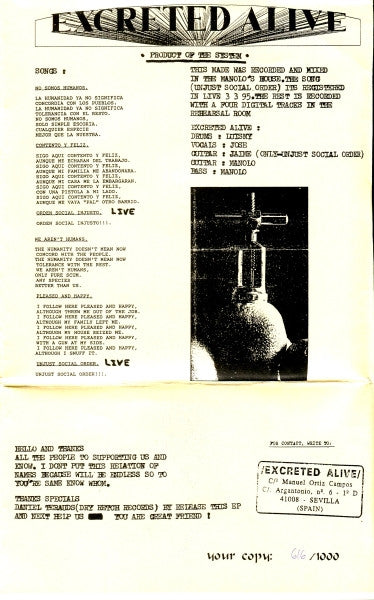 EXCRETED ALIVE
• PRODUCT OF THE SYSTEM •
SONGS :
NO SOMOS HUMANOS.
LA HUMANIDAD YA NO SIGNIFICA
CONCORDIA CON LOS PUEBLOS.
LA HUMANIDAD YA NO SIGNIFICA
TOLERANCIA CON EL RESTO.
NO SOMOS HUMANOS,
SOLO SIMPLE ESCORIA.
CUALQUIER ESPECIE
MEJOR QUE LA NUESTRA.
CONTENTO Y FELIZ.
SIGO AQUI CONTENTO Y FELIZ,
AUNQUE ME ECHARAN DEL TRABAJO.
SIGO AQUI CONTENTO Y FELIZ,
AUNQUE MI FAMILIA ME ABANDONARA.
SIGO AQUI CONTENTO Y FELIZ,
AUNQUE MI CASA ME LA EMBARGARAN.
SIGO AQUI CONTENTO Y FELIZ,
CON UNA PISTOLA A MI LADO.
SIGO AQUI CONTENTO Y FELIZ,
AUNQUE ME VAYA "PAL" OTRO BARRIO.
ORDEN SOCIAL INJUSTO. LIVE
ORDEN SOCIAL INJUSTO!!!.
WE AREN'T HUMANS.
THE HUMANITY DOESN'T MEAN NOW
CONCORD WITH THE PEOPLE.
THE HUMANITY DOESN'T MEAN NOW
TOLERANCE WITH THE REST.
WE AREN'T HUMANS,
ONLY PURE SCUM.
ANY SPECIES
BETTER THAN US.
PLEASED AND HAPPY.
I FOLLOW HERE PLEASED AND HAPPY,
ALTHOUGH THREW ME OUT OF THE JOB.
I FOLLOW HERE PLEASED AND HAPPY,
ALTHOUGH MY FAMILY LEFT ME.
I FOLLOW HERE PLEASED AND HAPPY,
ALTHOUGH MY HOUSE SEIZED ME.
I FOLLOW HERE PLEASED AND HAPPY,
WITH A GUN AT MY SIDE.
I FOLLOW HERE PLEASED AND HAPPY,
ALTHOUGH I SNUFF IT.
UNJUST SOCIAL ORDER. LIVE
UNJUST SOCIAL ORDER!!!.
THIS MADE WAS RECORDED AND MIXED
IN THE MANOLO'S HOUSE.THE SONG
(UNJUST SOCIAL ORDER) ITS REGISTERED
IN LIVE 3 3 95.THE REST IS RECORDED
WITH A FOUR DIGITAL TRACKS IN THE
REHEARSAL ROOM
EXCRETED ALIVE :
DRUMS : LUISMY
VOCALS : JOSE
GUITAR : JAIME (ONLY UNJUST SOCIAL ORDER)
GUITAR : MANOLO
BASS : MANOLO
HELLO AND THANKS
ALL THE PEOPLE TO SUPPORTING US AND
KNOW. I DONT PUT THIS RELATION OF
NAMES BECAUSE WILL BE ENDLESS SO TO
YOU'RE SAME KNOW WHOM.
THANKS SPECIALS
DANIEL (DRY RETCH RECORDS) BY RELEASE THIS EP
AND NEXT HELP US YOU ARE GREAT FRIEND !
FOR CONTACT, WRITE TO:
/EXCRETED ALIVE/
C/º Manuel Ortiz Campos
C/. Argantonio, nº. 6 - 1º D
41008 - SEVILLA
(SPAIN)
your copy: 616 /1000